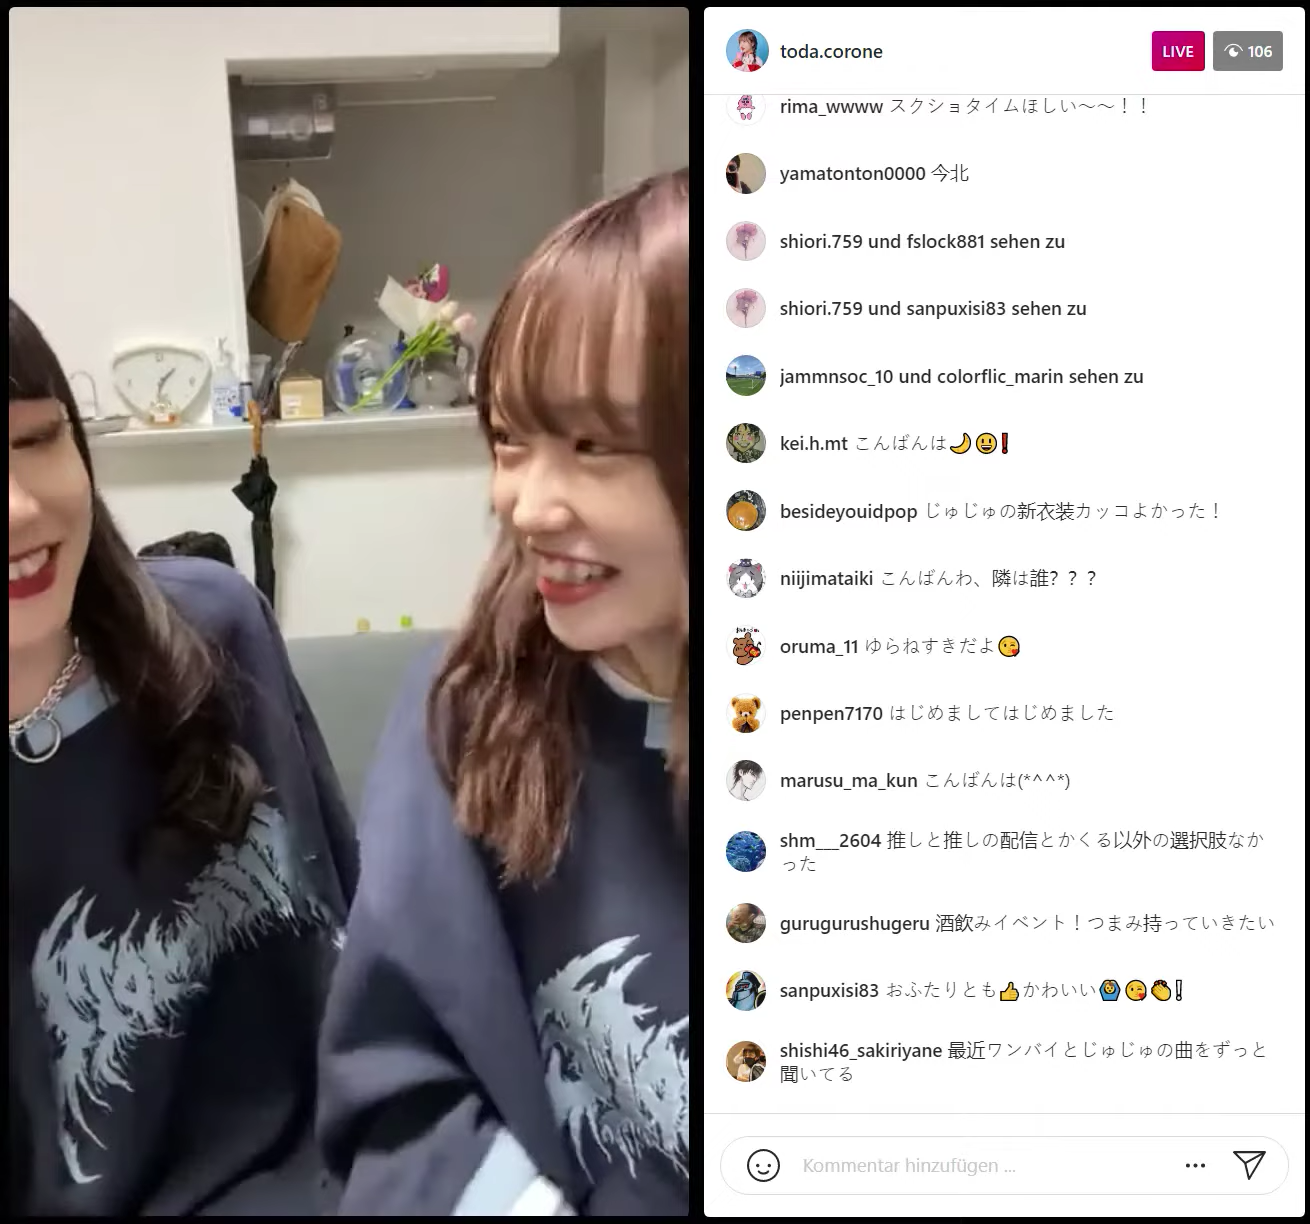 toda.corone
LIVE
106
rima_wwww スクショタイムほしい〜〜！！
yamatonton0000 今北
shiori.759 und fslock881 sehen zu
shiori.759 und sanpuxisi83 sehen zu
jammnsoc_10 und colorflic_marin sehen zu
kei.h.mt こんばんは🌙😃❗
besideyouidpop じゅじゅの新衣装カッコよかった！
niijimataiki こんばんわ、隣は誰？？？
oruma_11 ゆらねすきだよ😘
penpen7170 はじめましてはじめました
marusu_ma_kun こんばんは(*^^*)
shm___2604 推しと推しの配信とかくる以外の選択肢なか
った
gurugurushugeru 酒飲みイベント！つまみ持っていきたい
sanpuxisi83 おふたりとも👍かわいい🙆😘👏❕
shishi46_sakiriyane 最近ワンバイとじゅじゅの曲をずっと
聞いてる
Kommentar hinzufügen ...